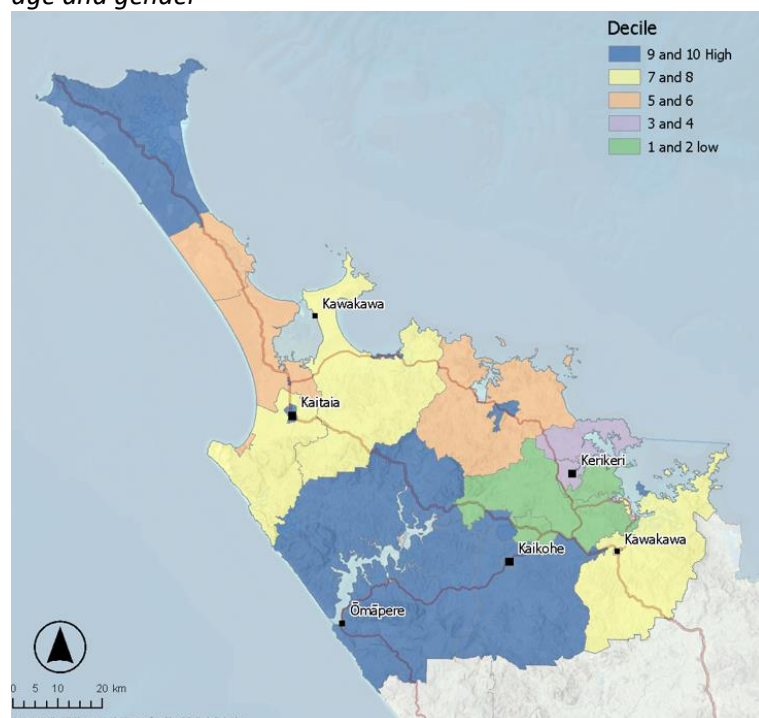 age and gender
Decile
9 and 10 High
7 and 8
5 and 6
3 and 4
1 and 2 low
Kawakawa
Kaitaia
Kerikeri
Kawakawa
Kaikohe
Ōmāpere
0 5 10 20 km